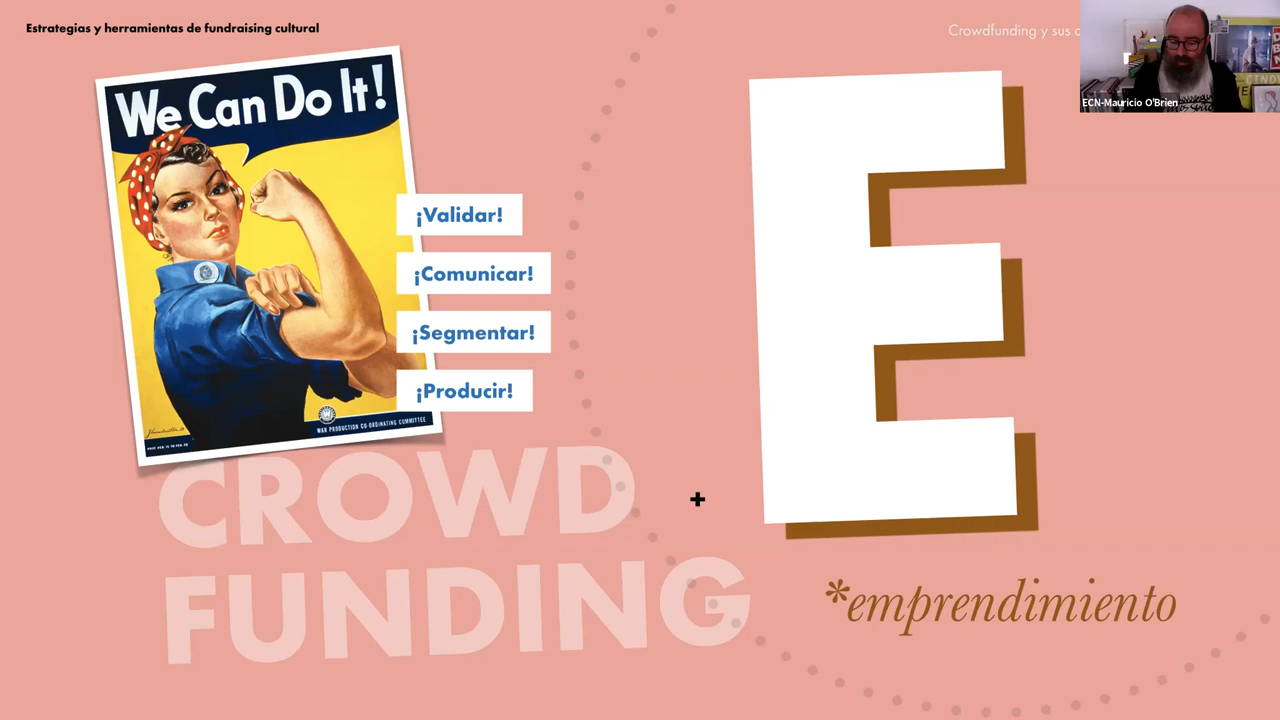 Estrategias y herramientas de fundraising cultural
Crowdfunding y sus
ECN-Mauricio O'Brien
We Can Do It!
¡Validar!
¡Comunicar!
¡Segmentar!
¡Producir!
WAR PRODUCTION CO-ORDINATING COMMITTEE
CROWD
FUNDING
+
E
*emprendimiento